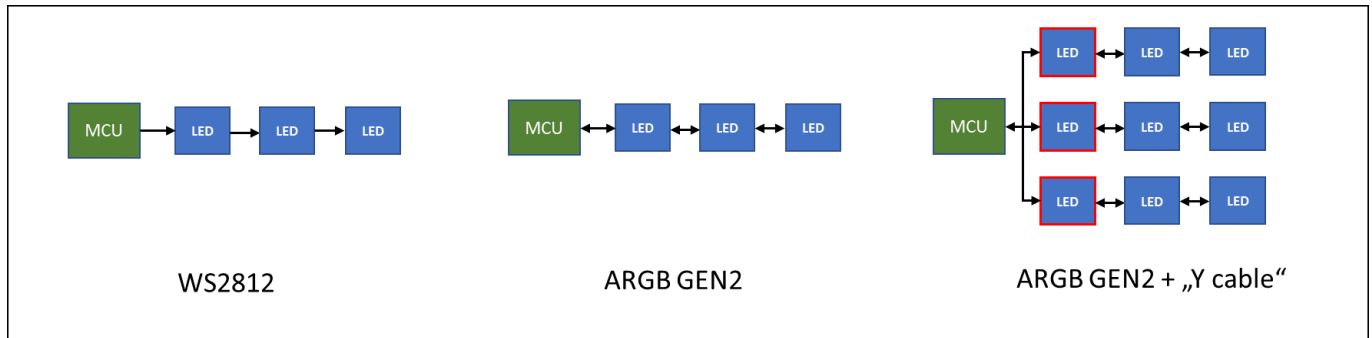 MCU LED LED LED
WS2812
MCU LED LED LED
ARGB GEN2
LED LED LED
MCU LED LED LED
LED LED LED
ARGB GEN2 + „Y cable“